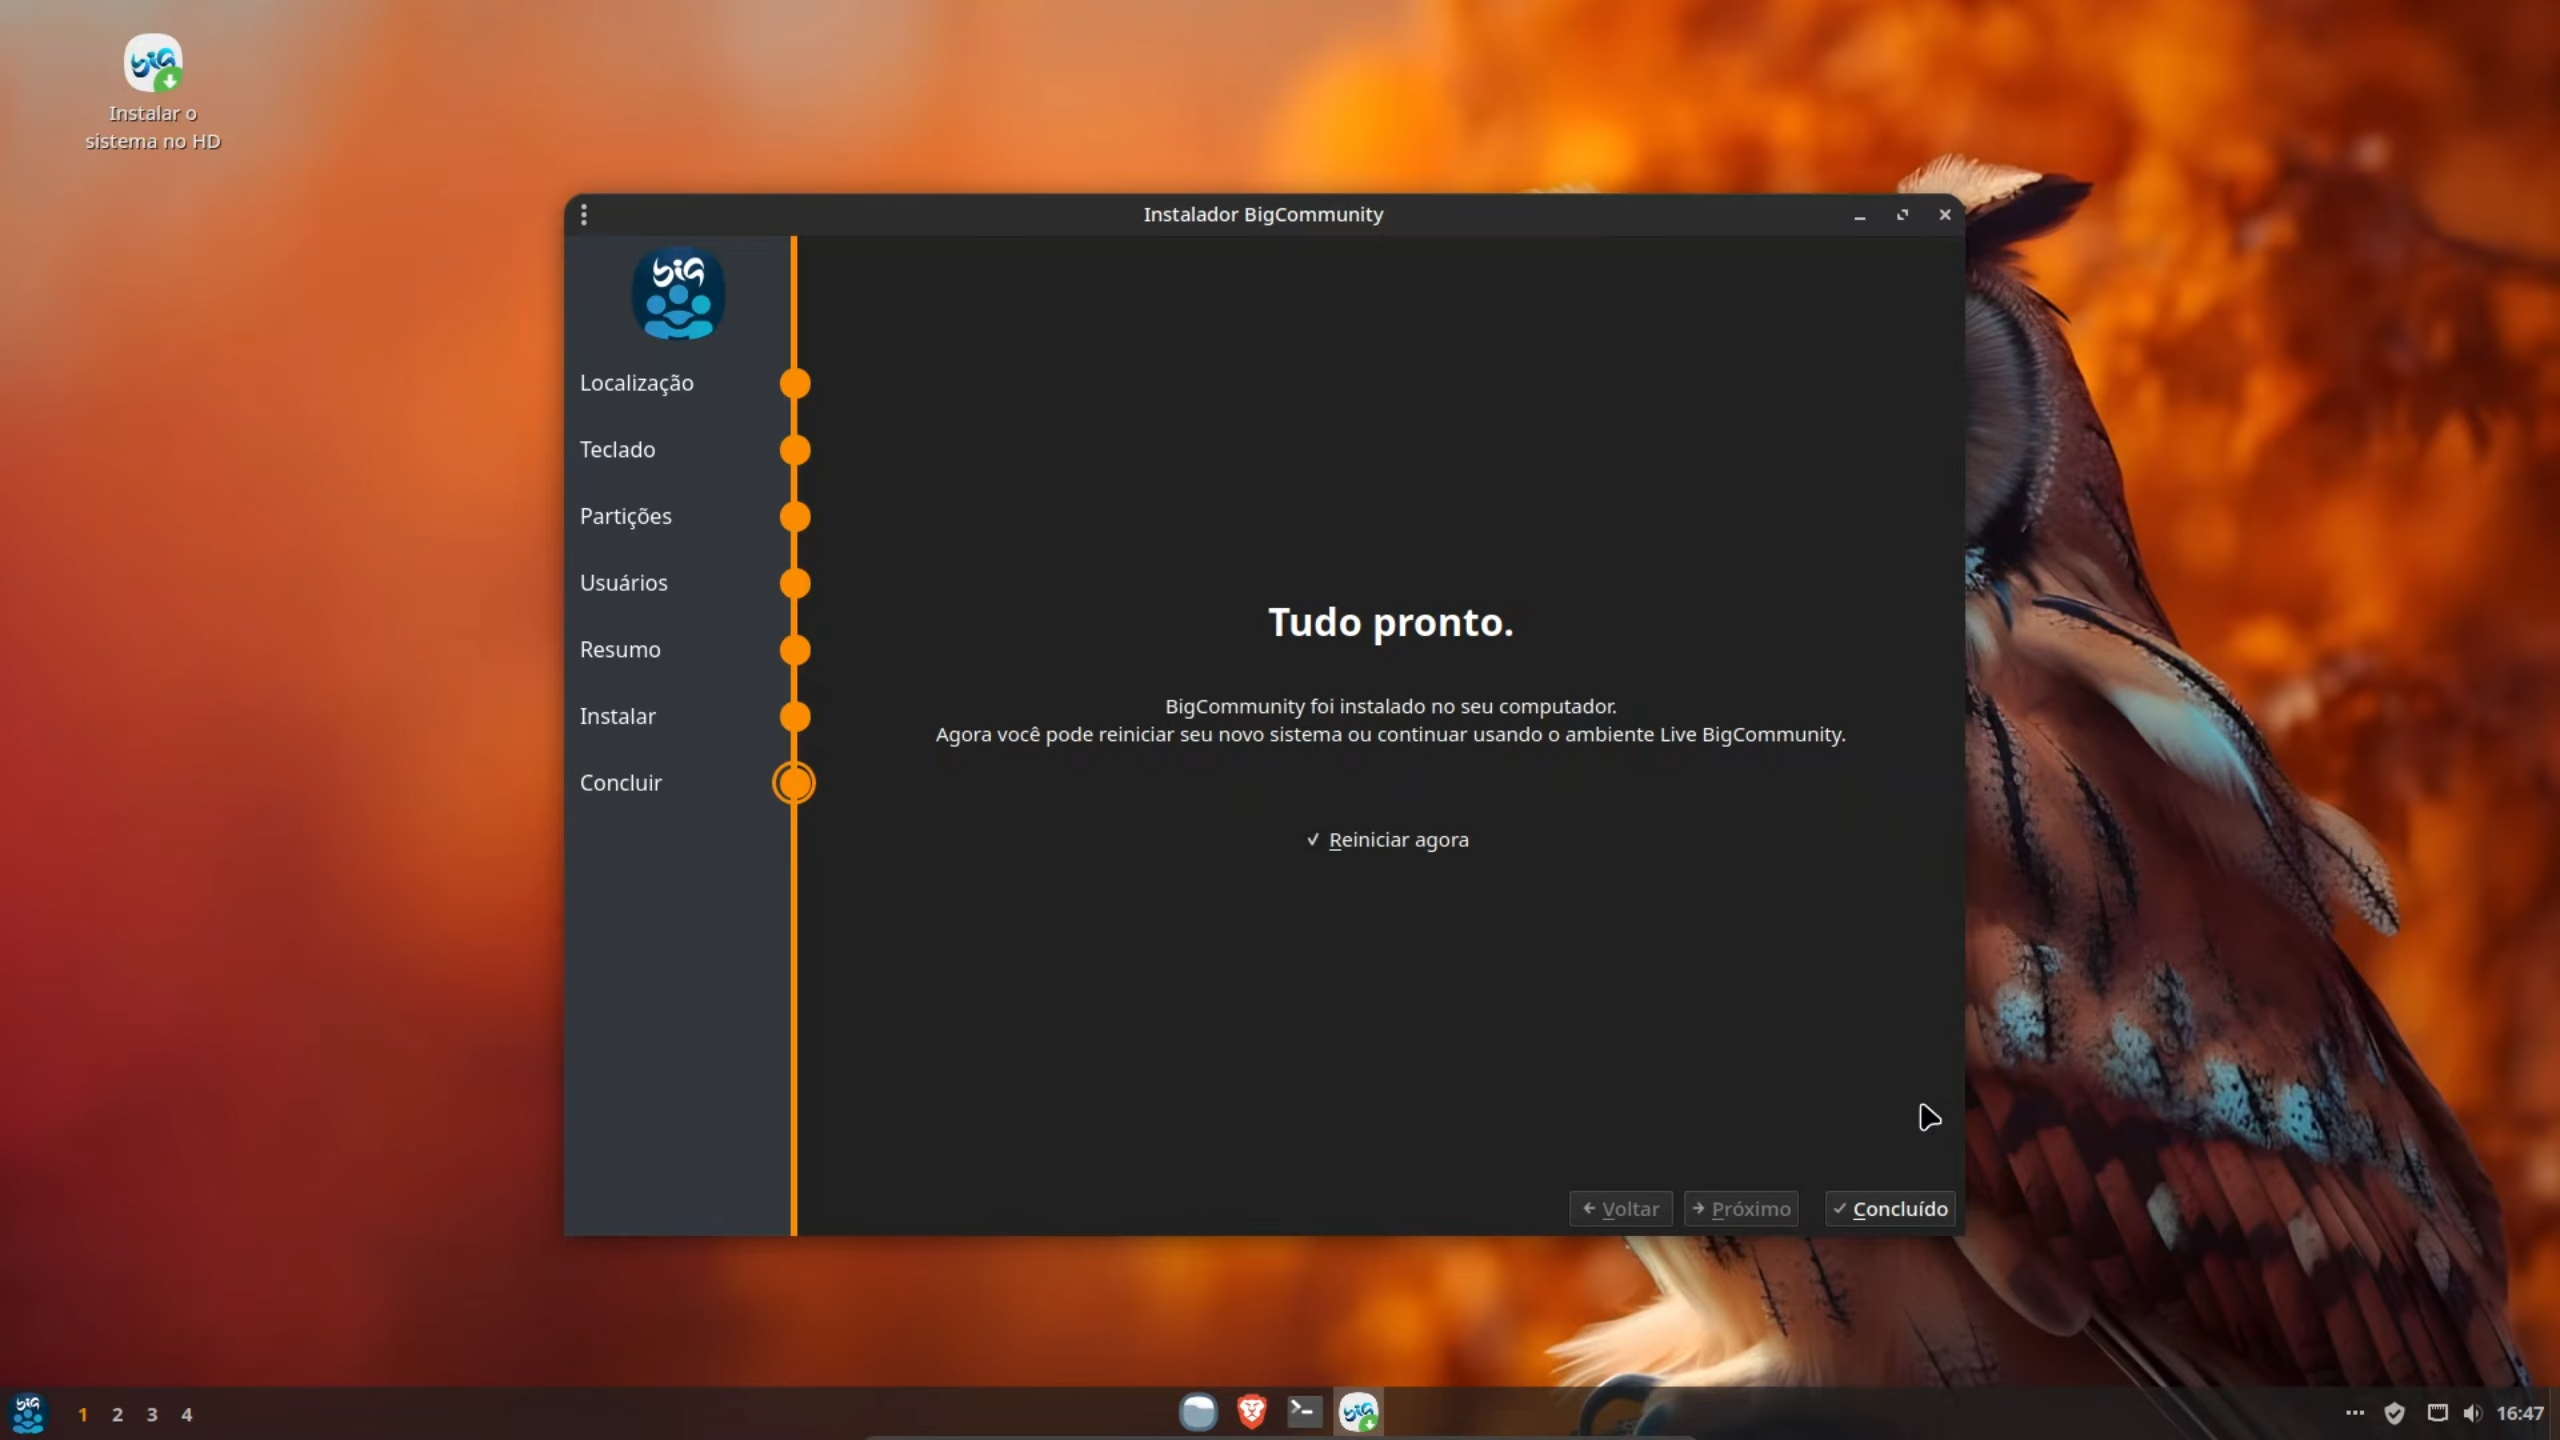 Instalar o
sistema no HD
Instalador BigCommunity
big
Localização
Teclado
Partições
Usuários
Resumo
Instalar
Concluir
Tudo pronto.
BigCommunity foi instalado no seu computador.
Agora você pode reiniciar seu novo sistema ou continuar usando o ambiente Live BigCommunity.
Reiniciar agora
Voltar
Próximo
Concluído
1 2 3 4
16:47